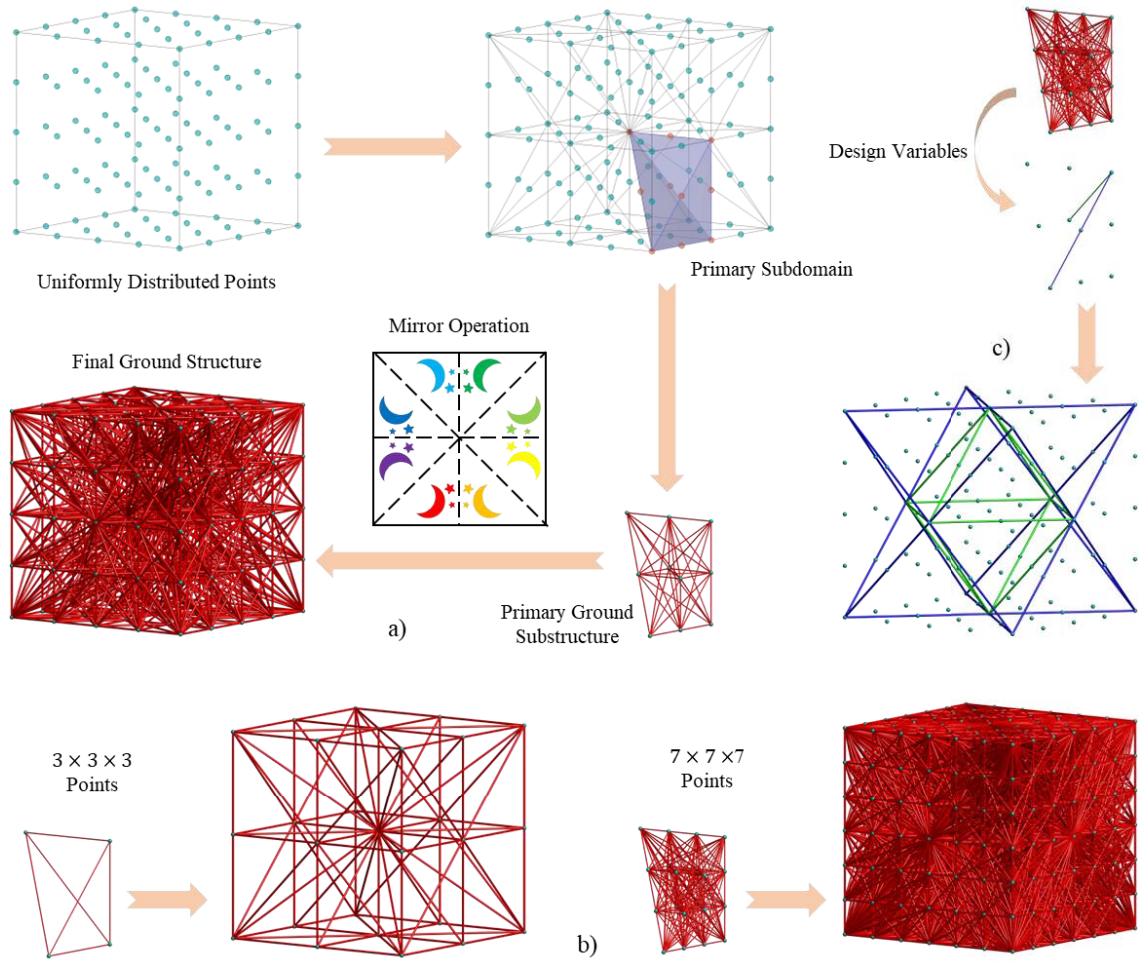 Uniformly Distributed Points
Primary Subdomain
Design Variables
c)
Mirror Operation
Final Ground Structure
a)
Primary Ground
Substructure
3 × 3 × 3
Points
7 × 7 ×7
Points
b)